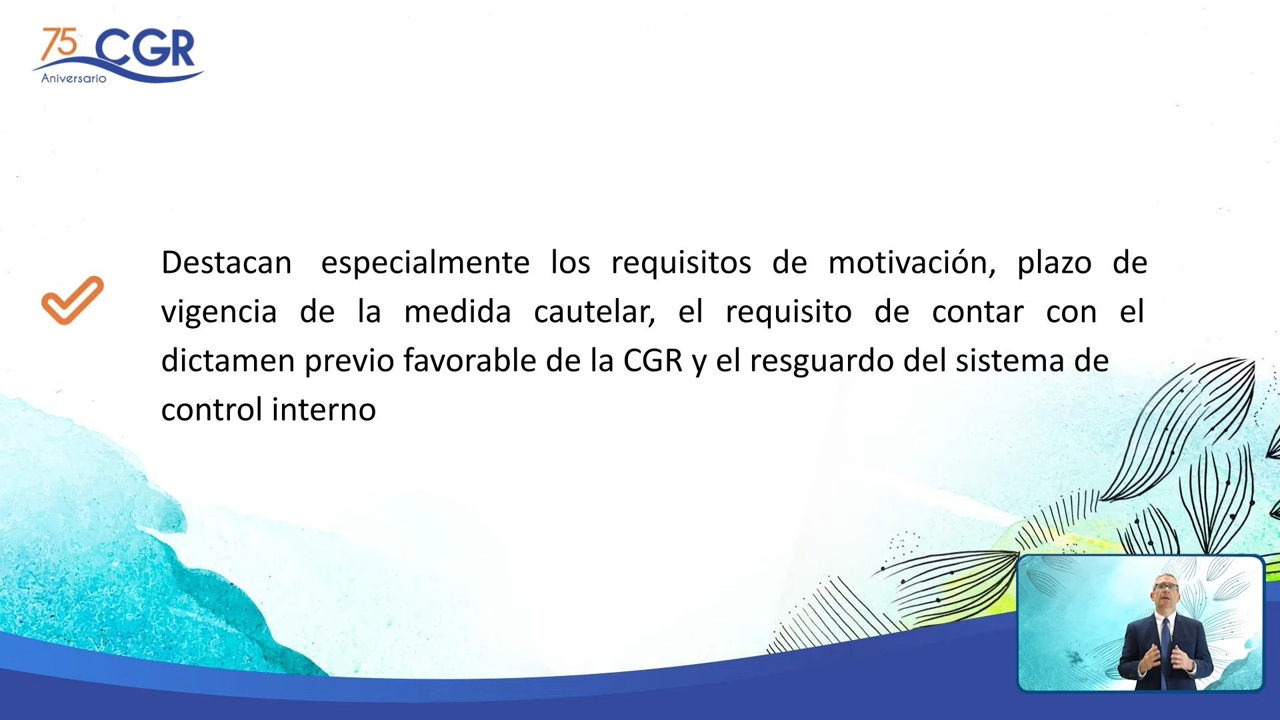 75 CGR
Aniversario
Destacan especialmente los requisitos de motivación, plazo de
vigencia de la medida cautelar, el requisito de contar con el
dictamen previo favorable de la CGR y el resguardo del sistema de
control interno